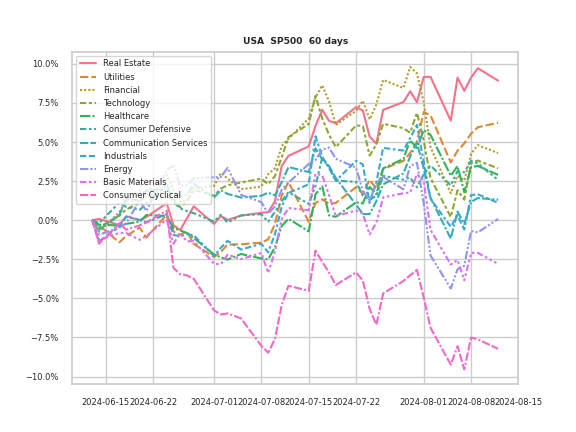 USA SP500 60 days
10.0%
7.5%
5.0%
2.5%
0.0%
−2.5%
−5.0%
−7.5%
−10.0%
Real Estate
Utilities
Financial
Technology
Healthcare
Consumer Defensive
Communication Services
Industrials
Energy
Basic Materials
Consumer Cyclical
2024-06-15 2024-06-22 2024-07-01 2024-07-08 2024-07-15 2024-07-22 2024-08-01 2024-08-08 2024-08-15